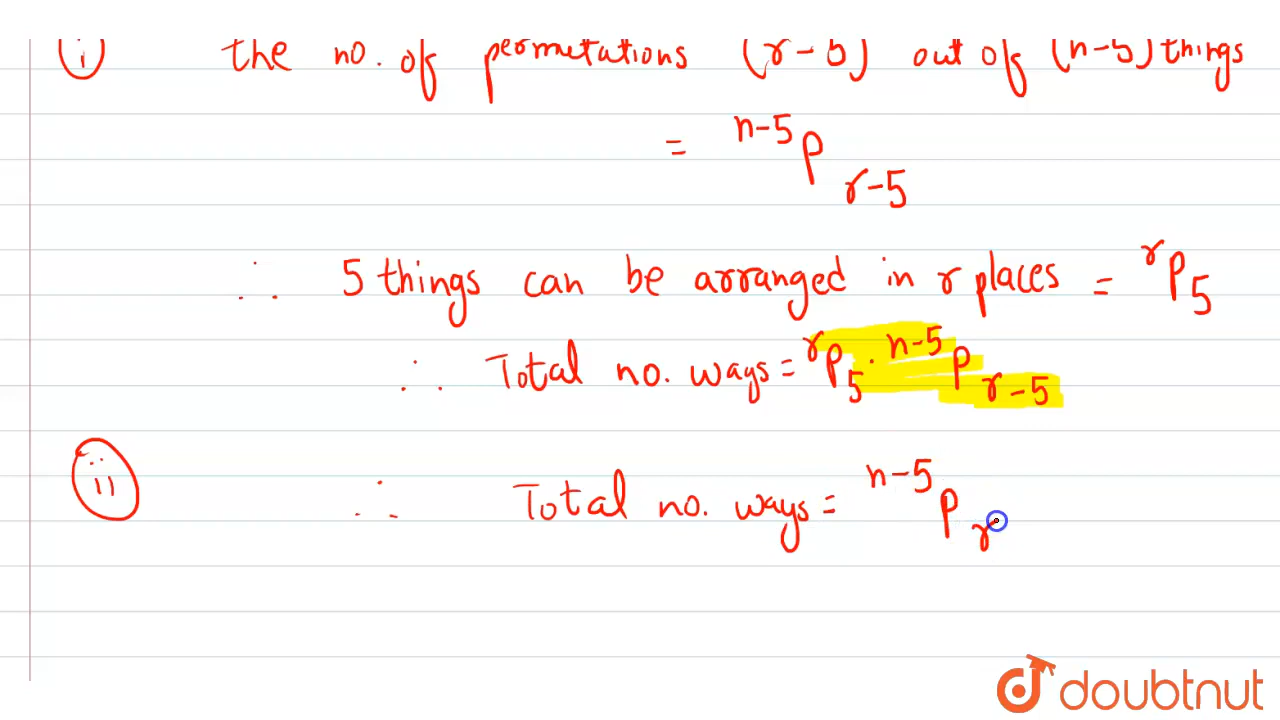 (i) the no. of permutations (r-5) out of (n-5) things
= ⁿ⁻⁵P ᵣ₋₅
∴ 5 things can be arranged in r places = ʳP₅
∴ Total no. ways = ʳP₅ · ⁿ⁻⁵P ᵣ₋₅
(ii) ∴ Total no. ways = ⁿ⁻⁵P ᵣ
doubtnut